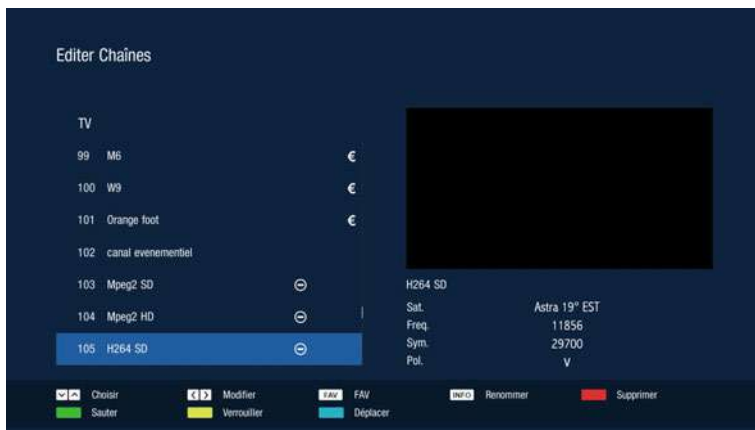 Editer Chaînes
TV
99 M6 €
100 W9 €
101 Orange foot €
102 canal evenementiel
103 Mpeg2 SD
104 Mpeg2 HD
105 H264 SD
H264 SD
Sat. Astra 19° EST
Freq. 11856
Sym. 29700
Pol. V
Choisir Modifier FAV FAV INFO Renommer Supprimer
Sauter Verrouiller Déplacer